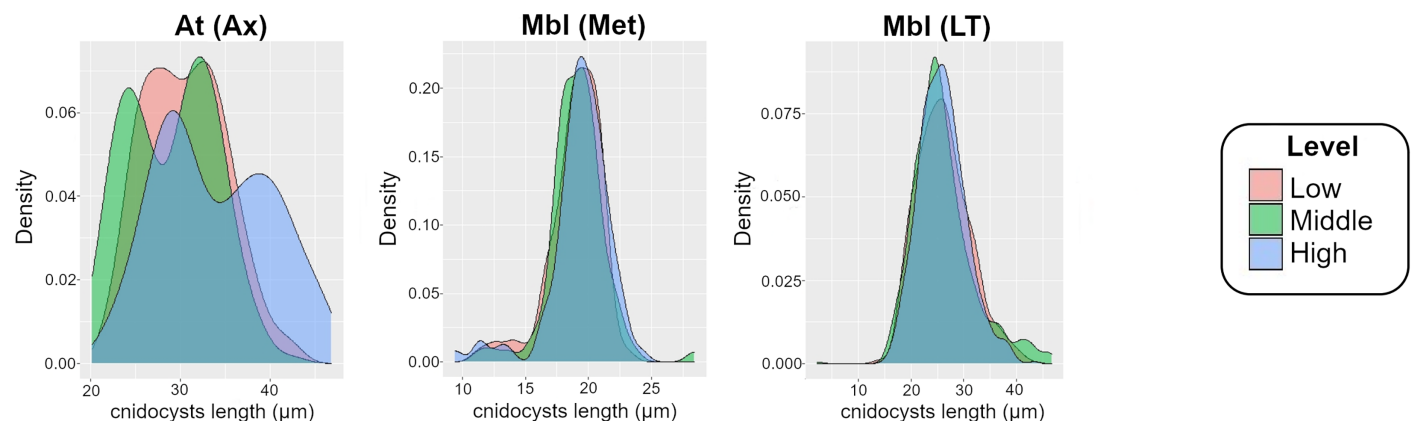 At (Ax)
Density
0.06
0.04
0.02
0.00
20 30 40
cnidocysts length (µm)
Mbl (Met)
Density
0.20
0.15
0.10
0.05
0.00
10 15 20 25
cnidocysts length (µm)
Mbl (LT)
Density
0.075
0.050
0.025
0.000
10 20 30 40
cnidocysts length (µm)
Level
Low
Middle
High